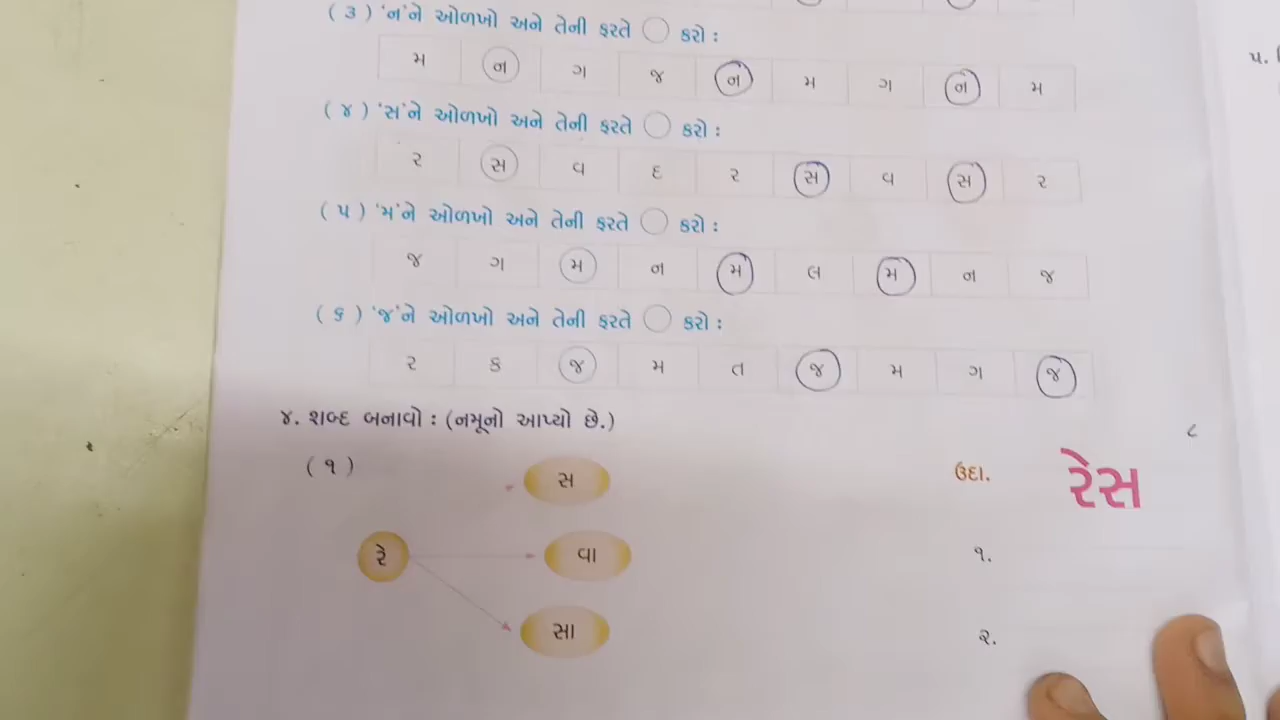 (૩) 'ન'ને ઓળખો અને તેની ફરતે ○ કરો :
મ ન ગ જ ન મ ગ ન મ
(૪) 'સ'ને ઓળખો અને તેની ફરતે ○ કરો :
ર સ વ દ ર સ વ સ ર
(૫) 'મ'ને ઓળખો અને તેની ફરતે ○ કરો :
જ ગ મ ન મ લ મ ન જ
(૬) 'જ'ને ઓળખો અને તેની ફરતે ○ કરો :
ર ક જ મ ત જ મ ગ જ
૪. શબ્દ બનાવો : (નમૂનો આપ્યો છે.)
(૧) સ ઉદા. રેસ
રે વા ૧.
સા ૨.
૫.